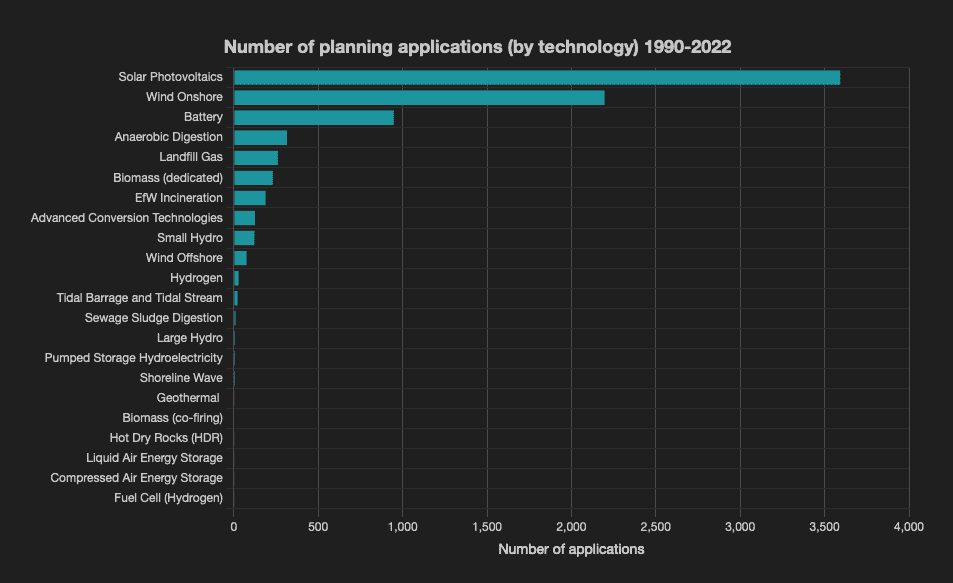 Number of planning applications (by technology) 1990-2022
Solar Photovoltaics
Wind Onshore
Battery
Anaerobic Digestion
Landfill Gas
Biomass (dedicated)
EfW Incineration
Advanced Conversion Technologies
Small Hydro
Wind Offshore
Hydrogen
Tidal Barrage and Tidal Stream
Sewage Sludge Digestion
Large Hydro
Pumped Storage Hydroelectricity
Shoreline Wave
Geothermal
Biomass (co-firing)
Hot Dry Rocks (HDR)
Liquid Air Energy Storage
Compressed Air Energy Storage
Fuel Cell (Hydrogen)
0 500 1,000 1,500 2,000 2,500 3,000 3,500 4,000
Number of applications